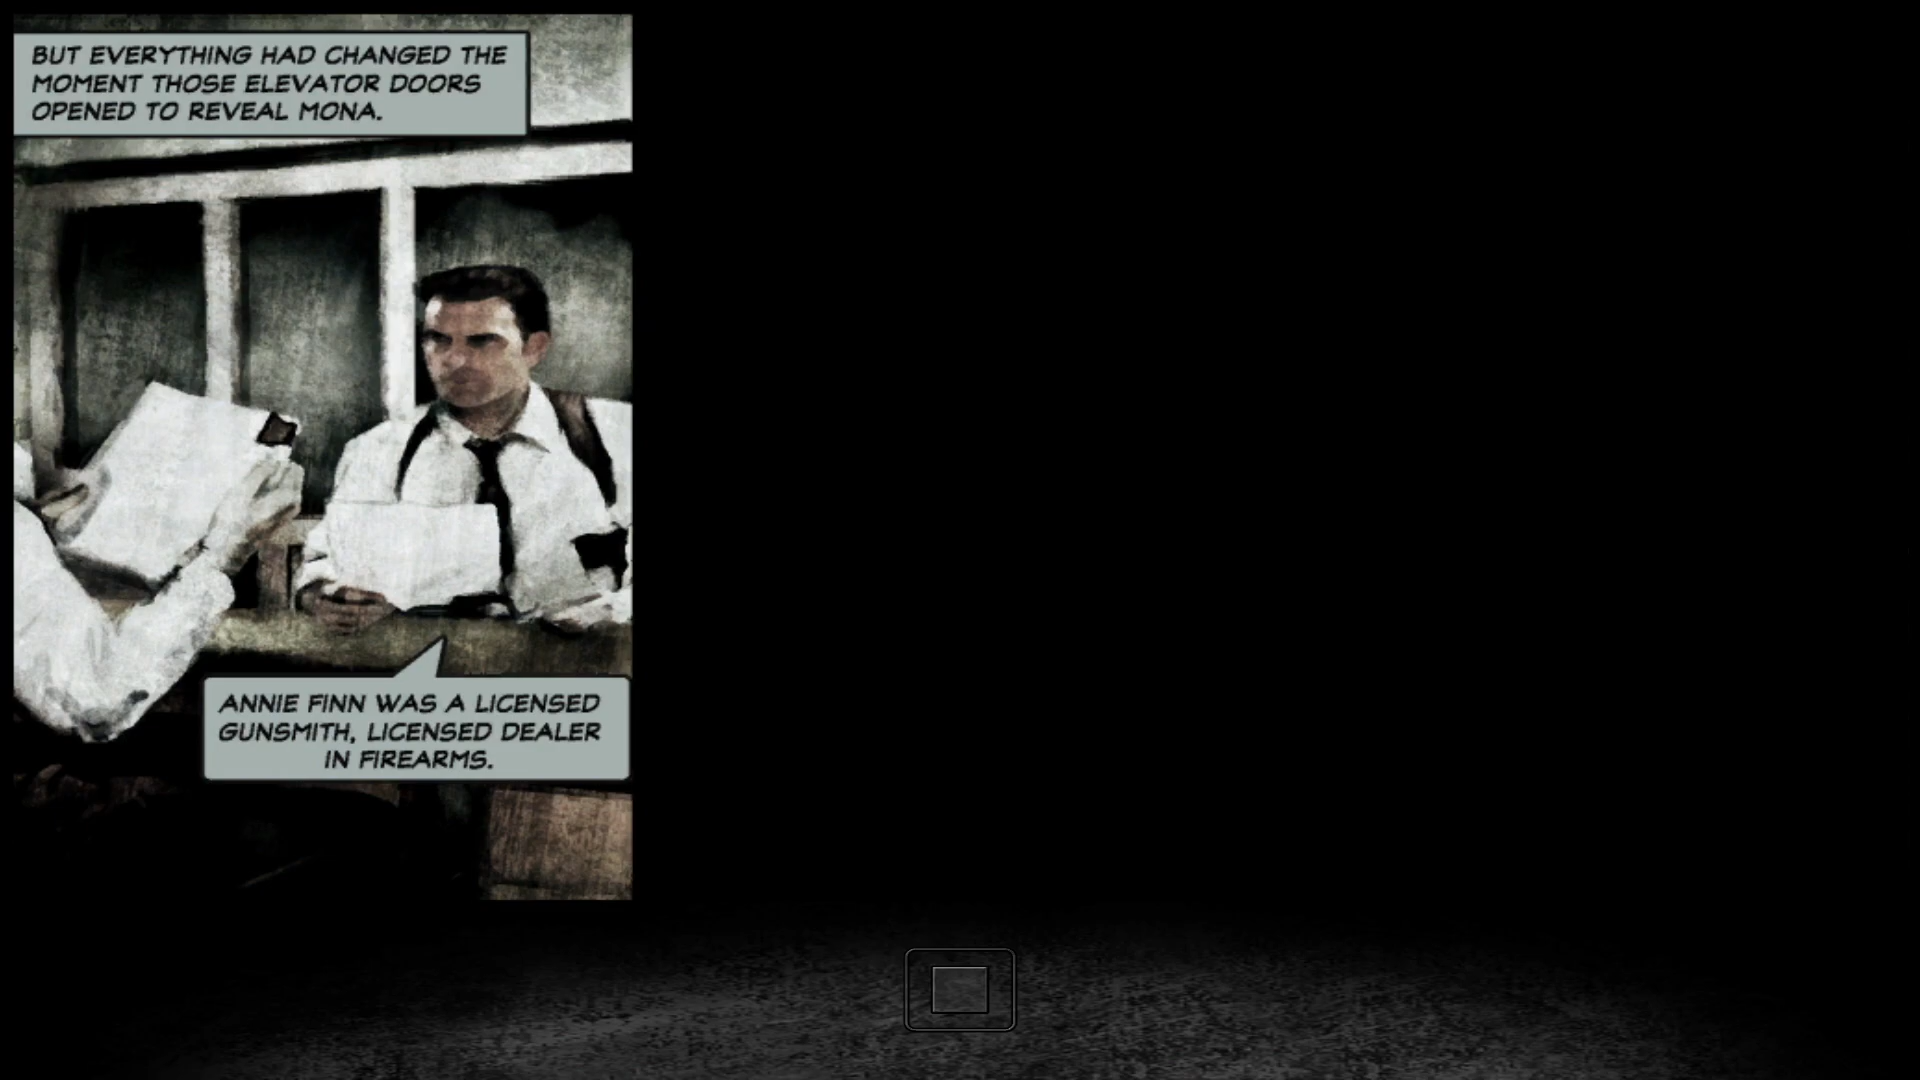 BUT EVERYTHING HAD CHANGED THE
MOMENT THOSE ELEVATOR DOORS
OPENED TO REVEAL MONA.
ANNIE FINN WAS A LICENSED
GUNSMITH, LICENSED DEALER
IN FIREARMS.